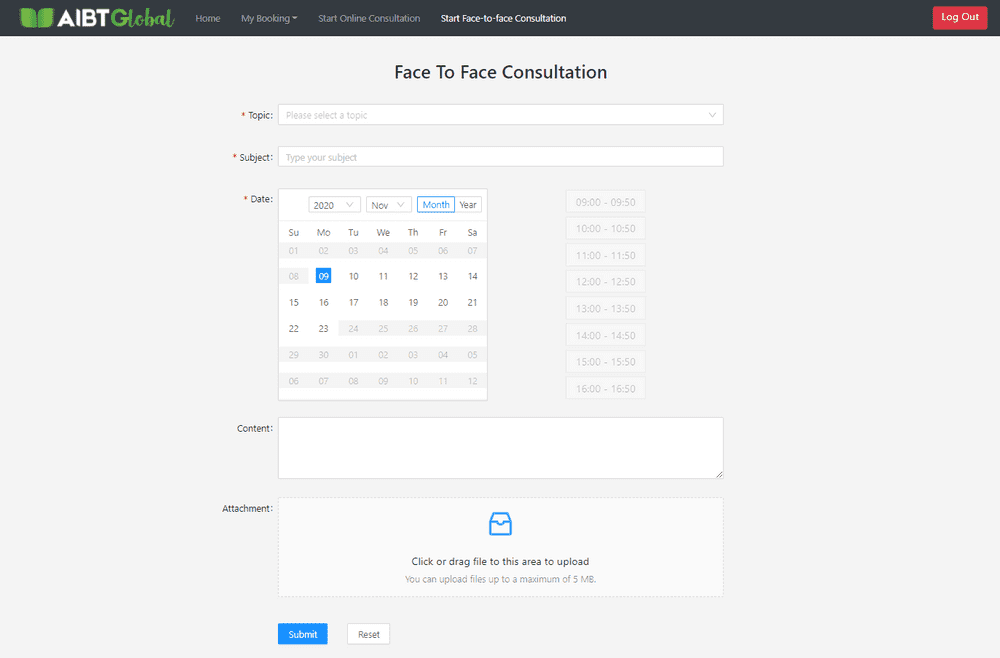 AIBTGlobal Home My Booking Start Online Consultation Start Face-to-face Consultation Log Out
Face To Face Consultation
* Topic: Please select a topic
* Subject: Type your subject
* Date: 2020 Nov Month Year
Su Mo Tu We Th Fr Sa
01 02 03 04 05 06 07
08 09 10 11 12 13 14
15 16 17 18 19 20 21
22 23 24 25 26 27 28
29 30 01 02 03 04 05
06 07 08 09 10 11 12
09:00 - 09:50
10:00 - 10:50
11:00 - 11:50
12:00 - 12:50
13:00 - 13:50
14:00 - 14:50
15:00 - 15:50
16:00 - 16:50
Content:
Attachment:
Click or drag file to this area to upload
You can upload files up to a maximum of 5 MB.
Submit Reset